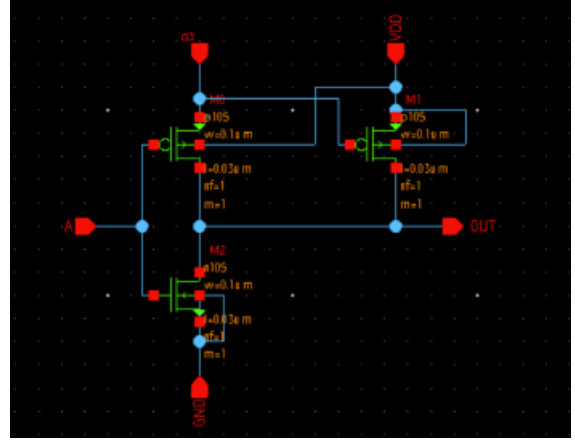 B
VDD
M0
M1
p105
p105
w=0.1u m
w=0.1u m
l=0.03u m
l=0.03u m
nf=1
nf=1
m=1
m=1
A
OUT
M2
n105
w=0.1u m
l=0.03u m
nf=1
m=1
GND